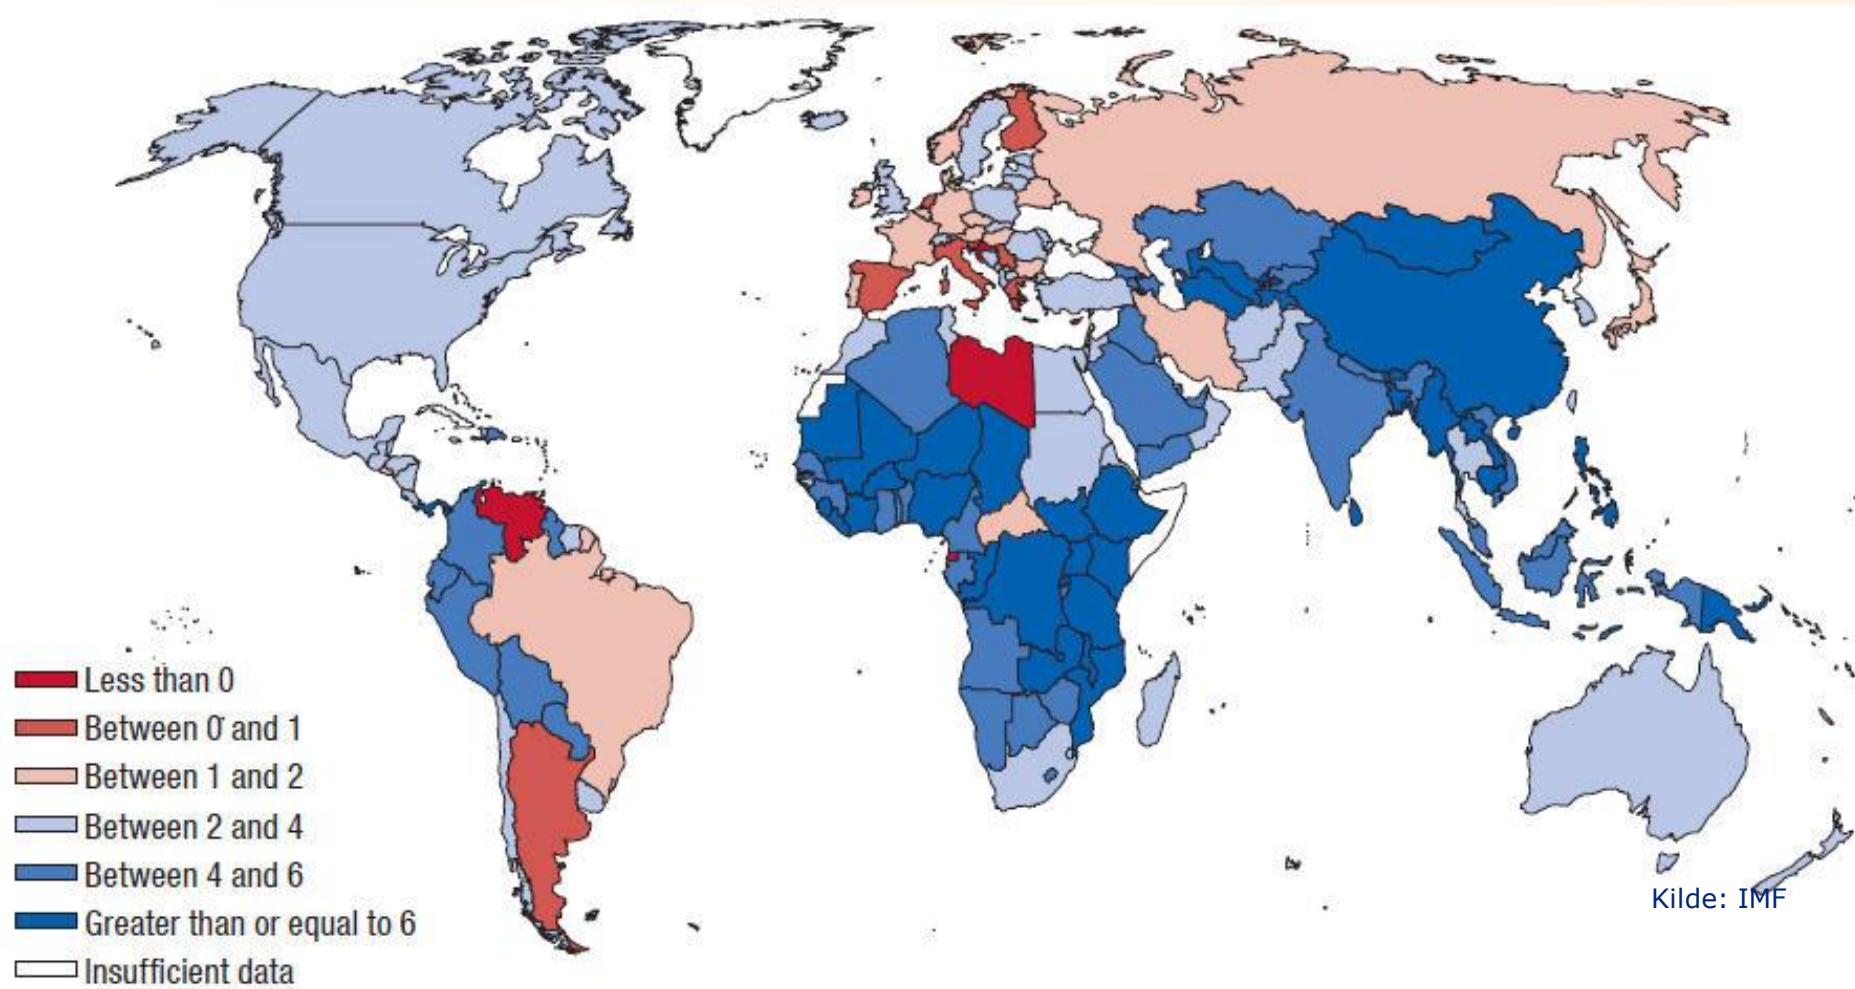 Less than 0
Between 0 and 1
Between 1 and 2
Between 2 and 4
Between 4 and 6
Greater than or equal to 6
Insufficient data
Kilde: IMF